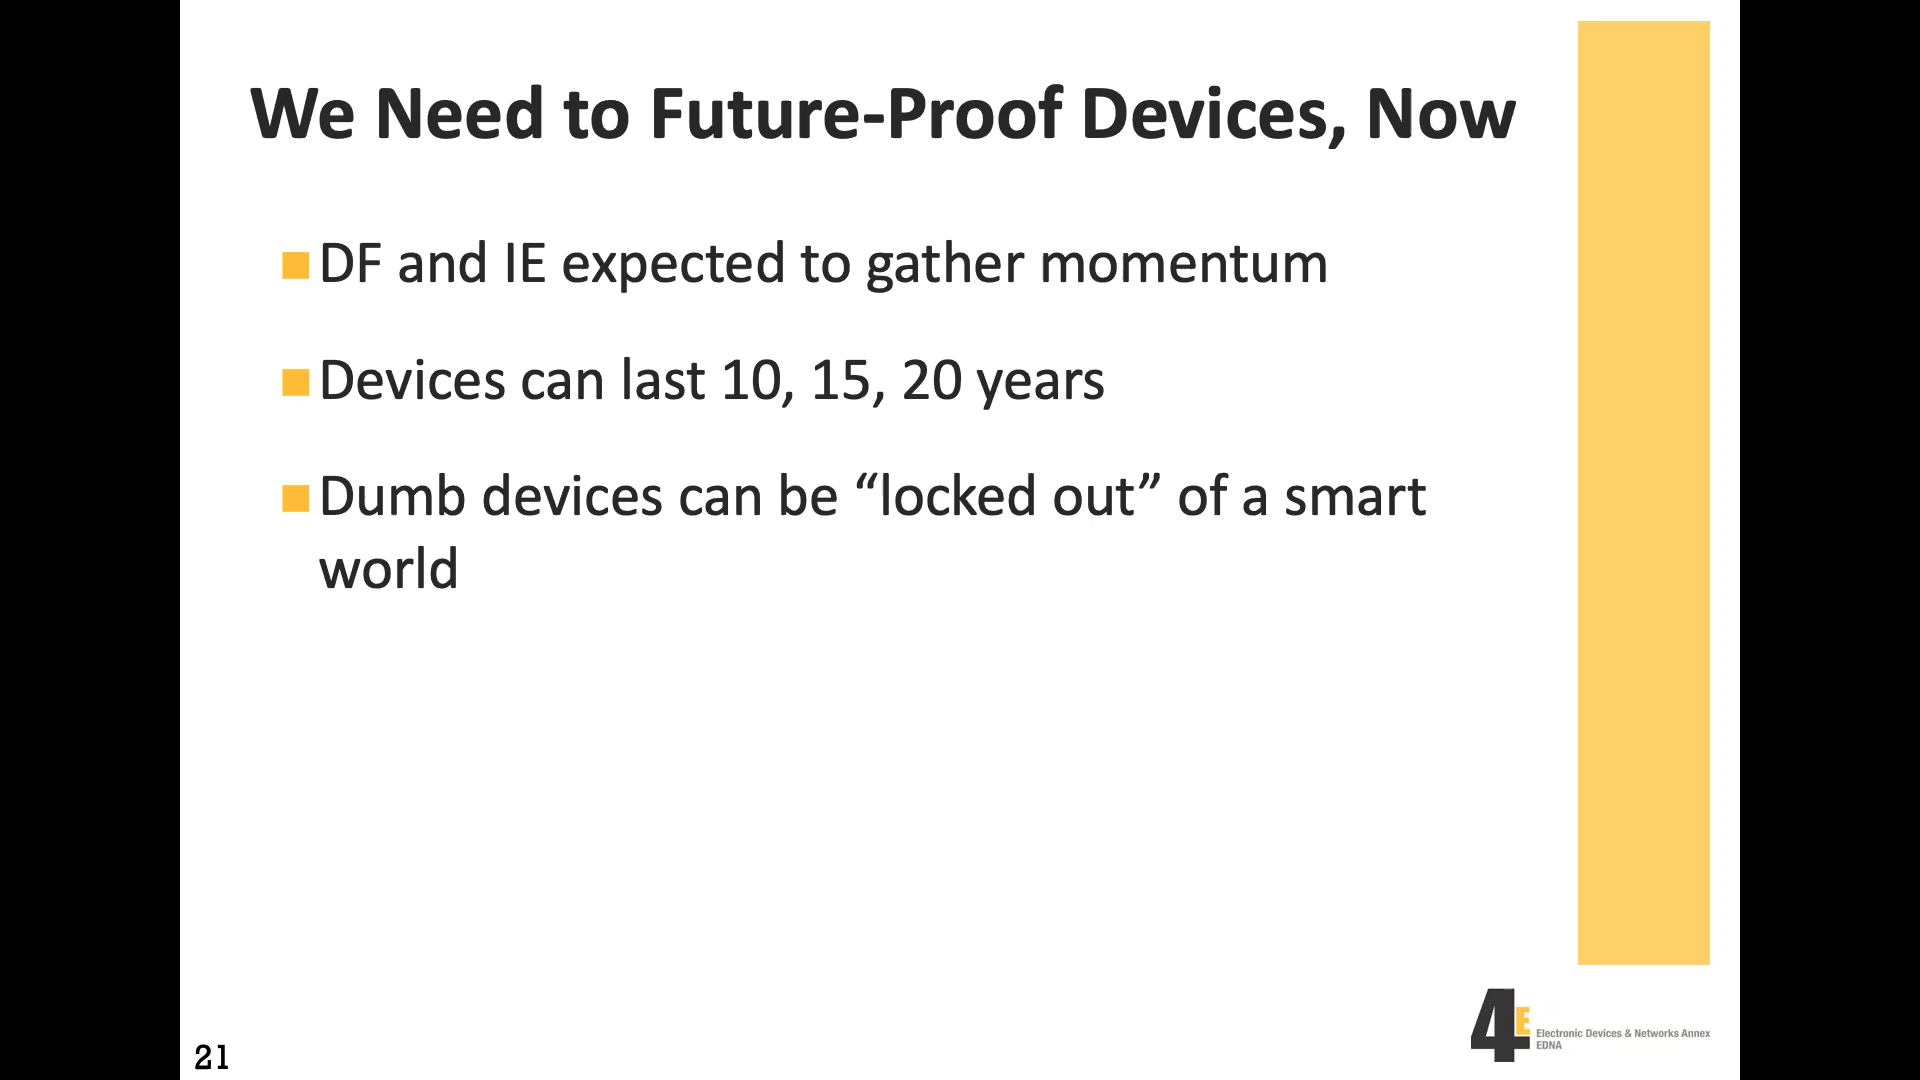 We Need to Future-Proof Devices, Now
DF and IE expected to gather momentum
Devices can last 10, 15, 20 years
Dumb devices can be “locked out” of a smart
world
4E
Electronic Devices & Networks Annex
EDNA
21